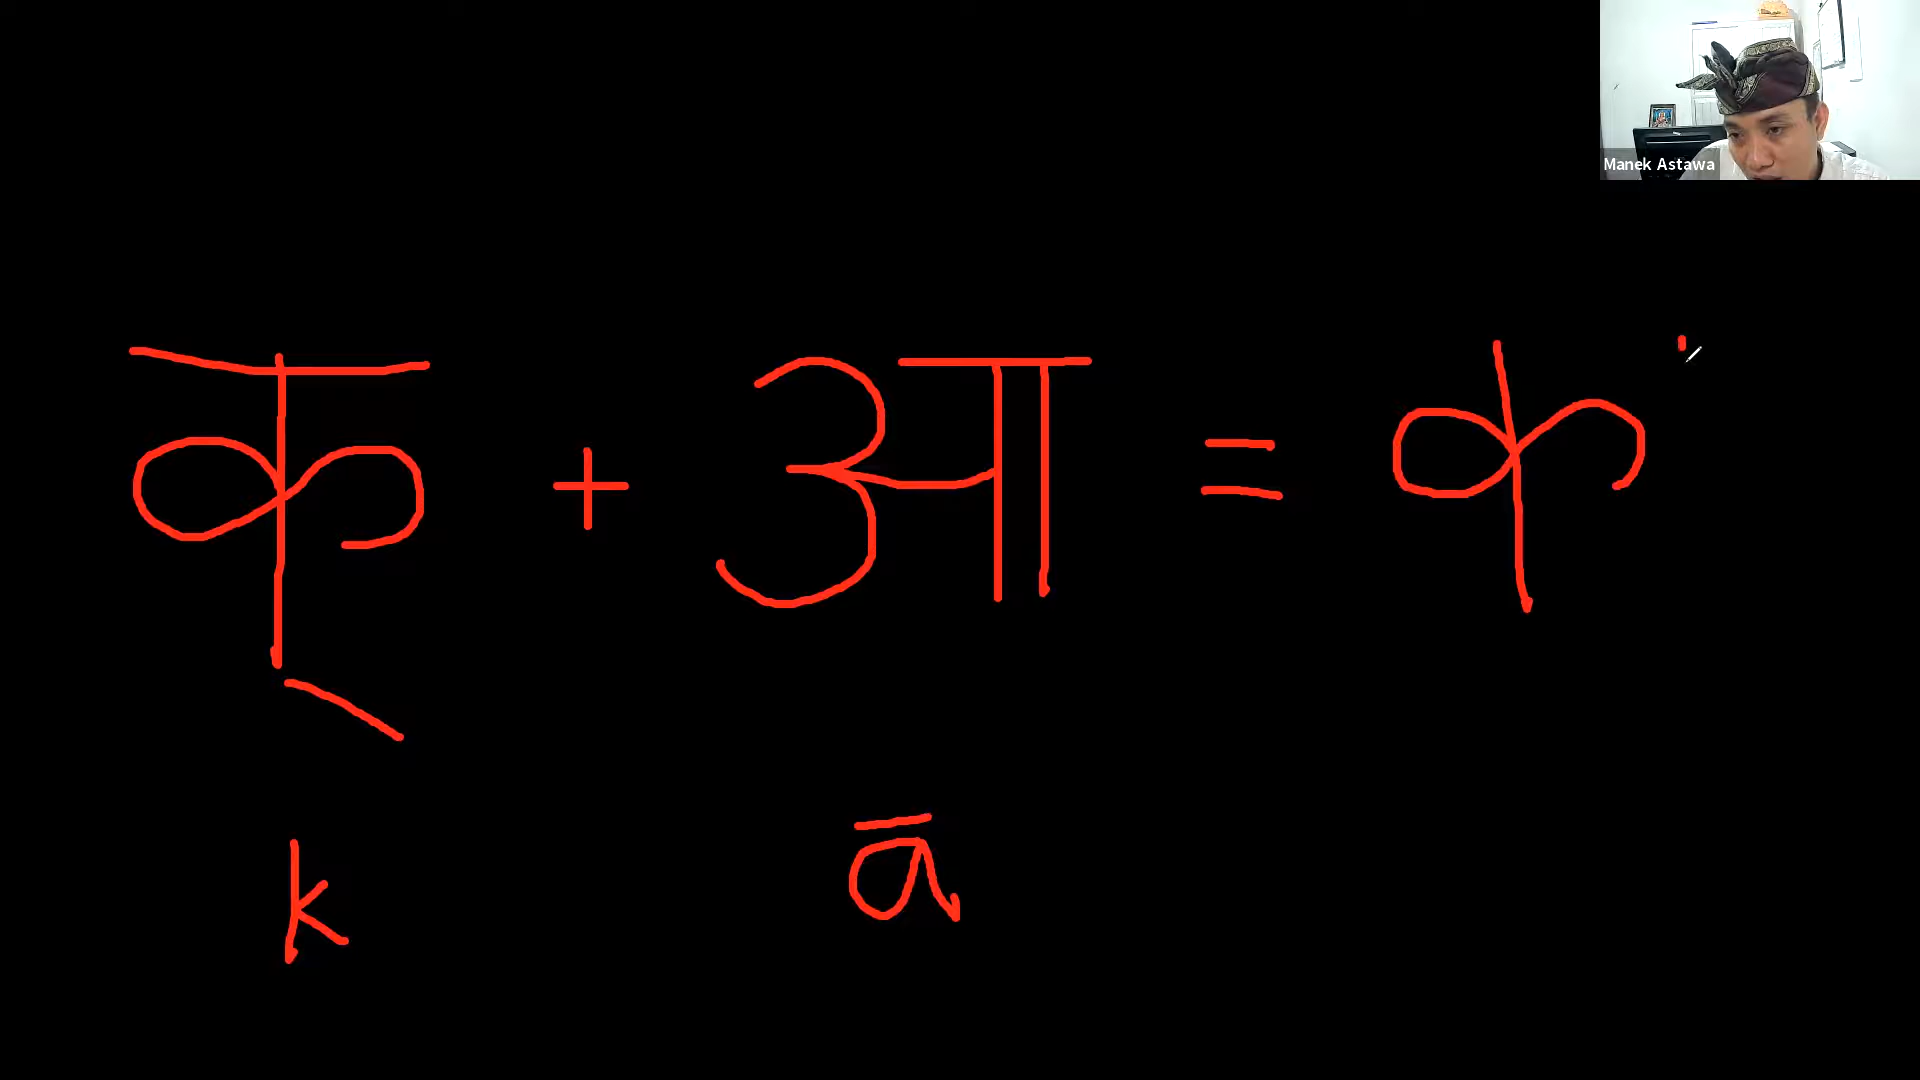 Manek Astawa
क् + आ = क
k ā